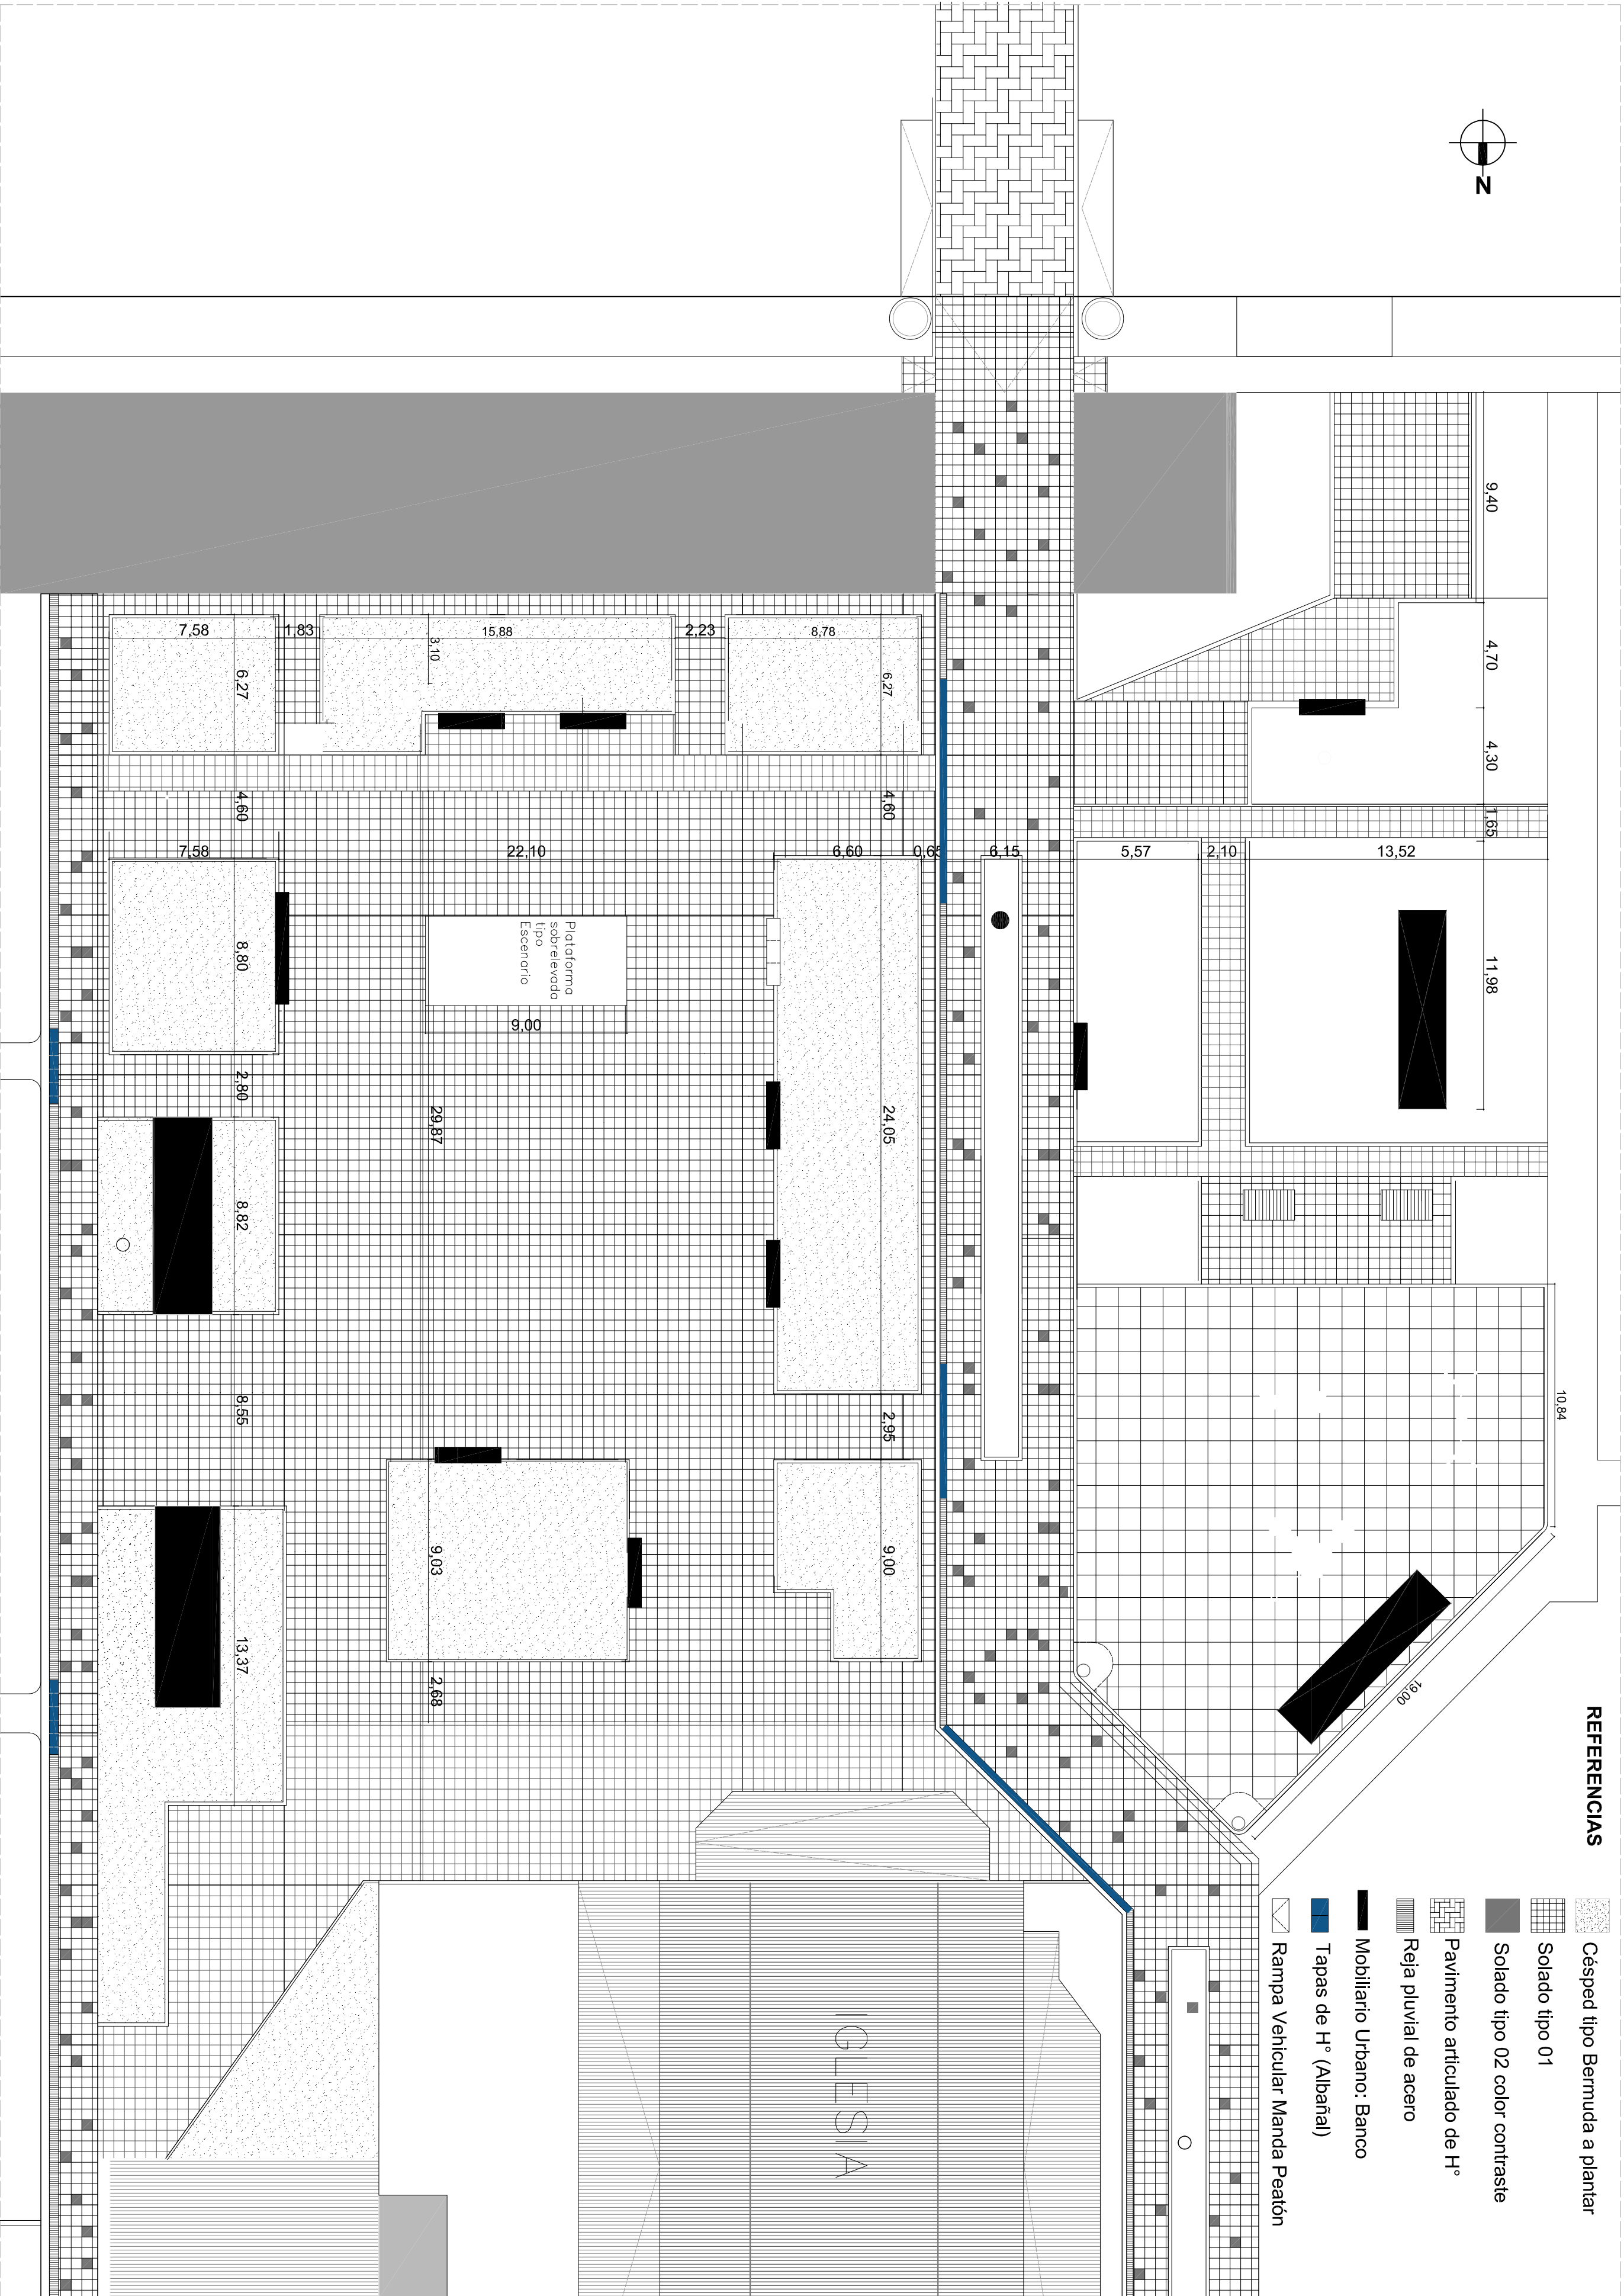 N
REFERENCIAS
Césped tipo Bermuda a plantar
Solado tipo 01
Solado tipo 02 color contraste
Pavimento articulado de H°
Reja pluvial de acero
Mobiliario Urbano: Banco
Tapas de H° (Albañal)
Rampa Vehicular Manda Peatón
9,40
4,70
4,30
1,65
11,98
7,58
1,83
15,88
2,23
8,78
3,10
6,27
6,27
4,60
4,60
7,58
22,10
6,60
0,65
6,15
5,57
2,10
13,52
8,80
Plataforma
sobrelevada
tipo
Escenario
9,00
2,80
29,87
24,05
8,82
8,55
2,95
10,84
9,03
9,00
13,37
2,68
19,00
IGLESIA